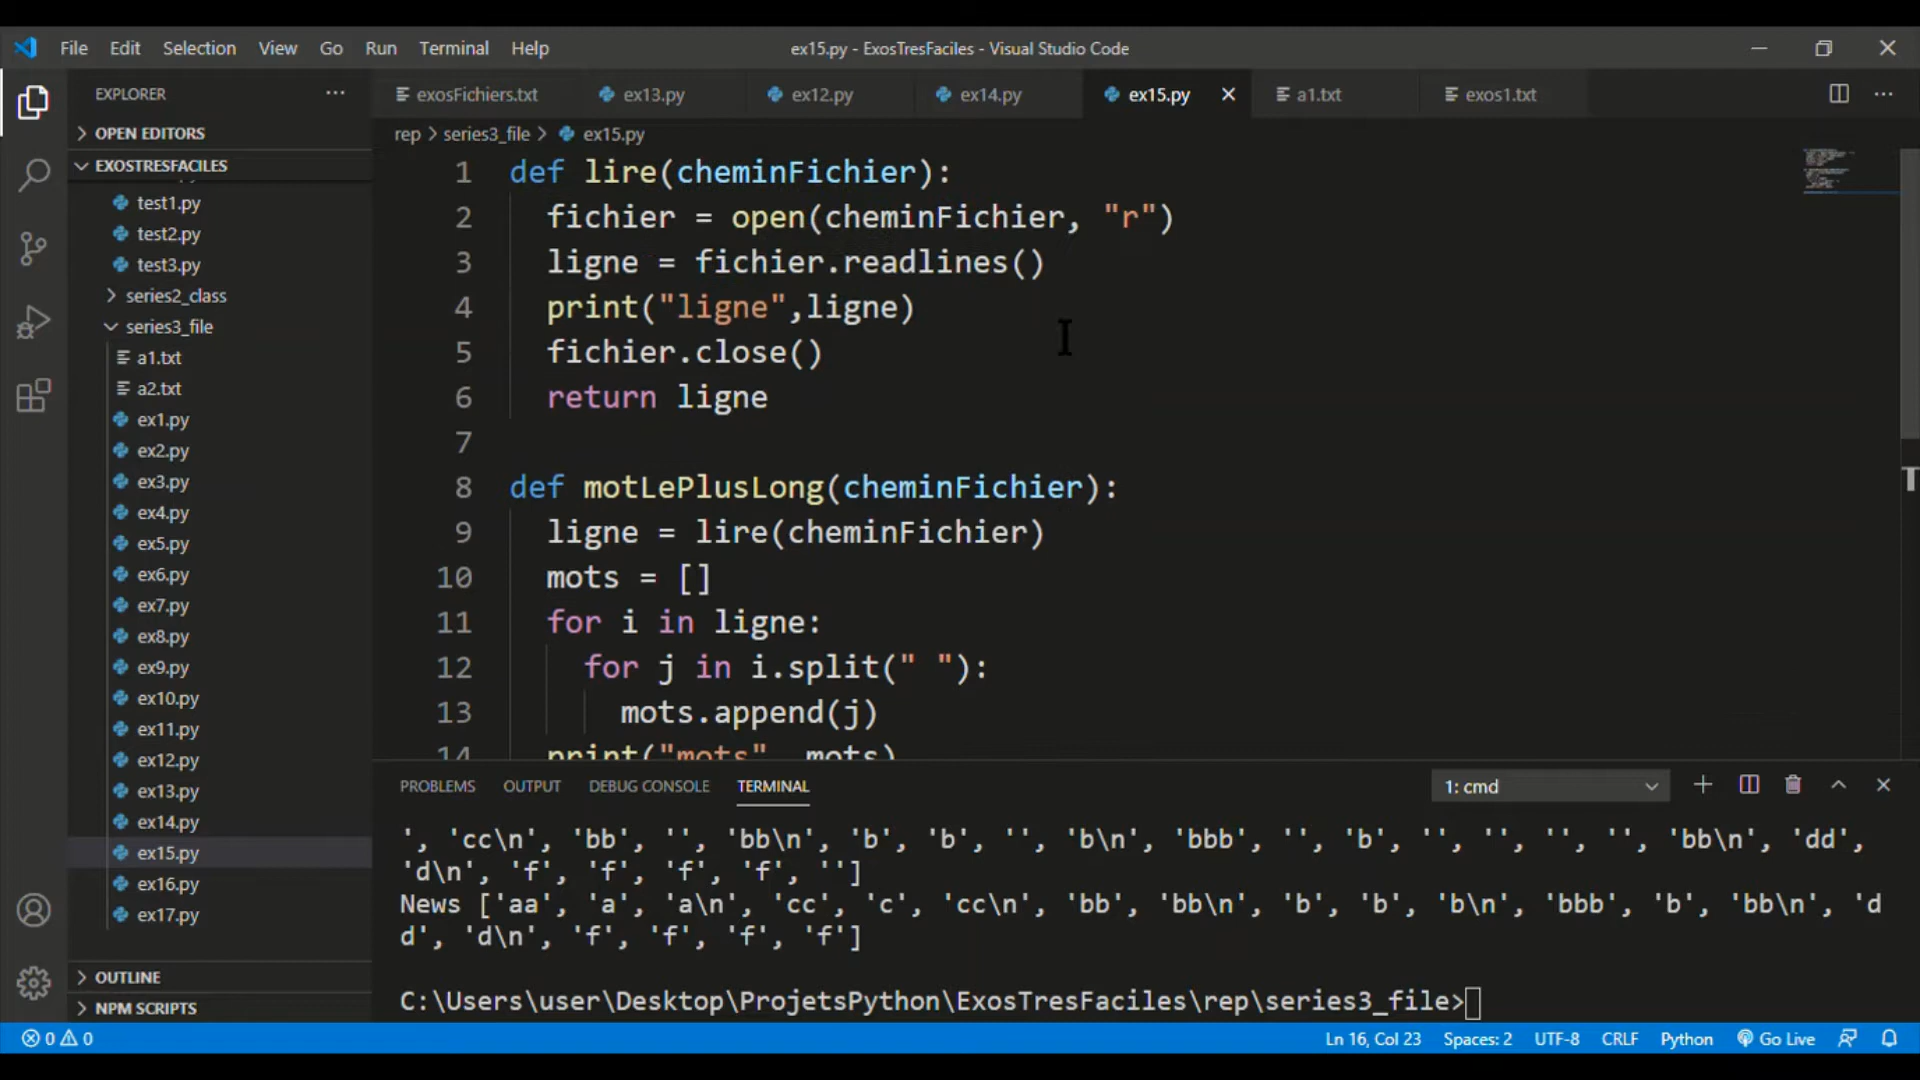 File Edit Selection View Go Run Terminal Help ex15.py - ExosTresFaciles - Visual Studio Code
EXPLORER
OPEN EDITORS
EXOSTRESFACILES
test1.py
test2.py
test3.py
series2_class
series3_file
a1.txt
a2.txt
ex1.py
ex2.py
ex3.py
ex4.py
ex5.py
ex6.py
ex7.py
ex8.py
ex9.py
ex10.py
ex11.py
ex12.py
ex13.py
ex14.py
ex15.py
ex16.py
ex17.py
OUTLINE
NPM SCRIPTS
exosFichiers.txt ex13.py ex12.py ex14.py ex15.py a1.txt exos1.txt
rep > series3_file > ex15.py
1 def lire(cheminFichier):
2 fichier = open(cheminFichier, "r")
3 ligne = fichier.readlines()
4 print("ligne",ligne)
5 fichier.close()
6 return ligne
7
8 def motLePlusLong(cheminFichier):
9 ligne = lire(cheminFichier)
10 mots = []
11 for i in ligne:
12 for j in i.split(" "):
13 mots.append(j)
14 print("mots", mots)
PROBLEMS OUTPUT DEBUG CONSOLE TERMINAL 1: cmd
', 'cc\n', 'bb', '', 'bb\n', 'b', 'b', '', 'b\n', 'bbb', '', 'b', '', '', '', '', 'bb\n', 'dd',
'd\n', 'f', 'f', 'f', 'f', '']
News ['aa', 'a', 'a\n', 'cc', 'c', 'cc\n', 'bb', 'bb\n', 'b', 'b', 'b\n', 'bbb', 'b', 'bb\n', 'd
d', 'd\n', 'f', 'f', 'f', 'f']
C:\Users\user\Desktop\ProjetsPython\ExosTresFaciles\rep\series3_file>
0 0 Ln 16, Col 23 Spaces: 2 UTF-8 CRLF Python Go Live